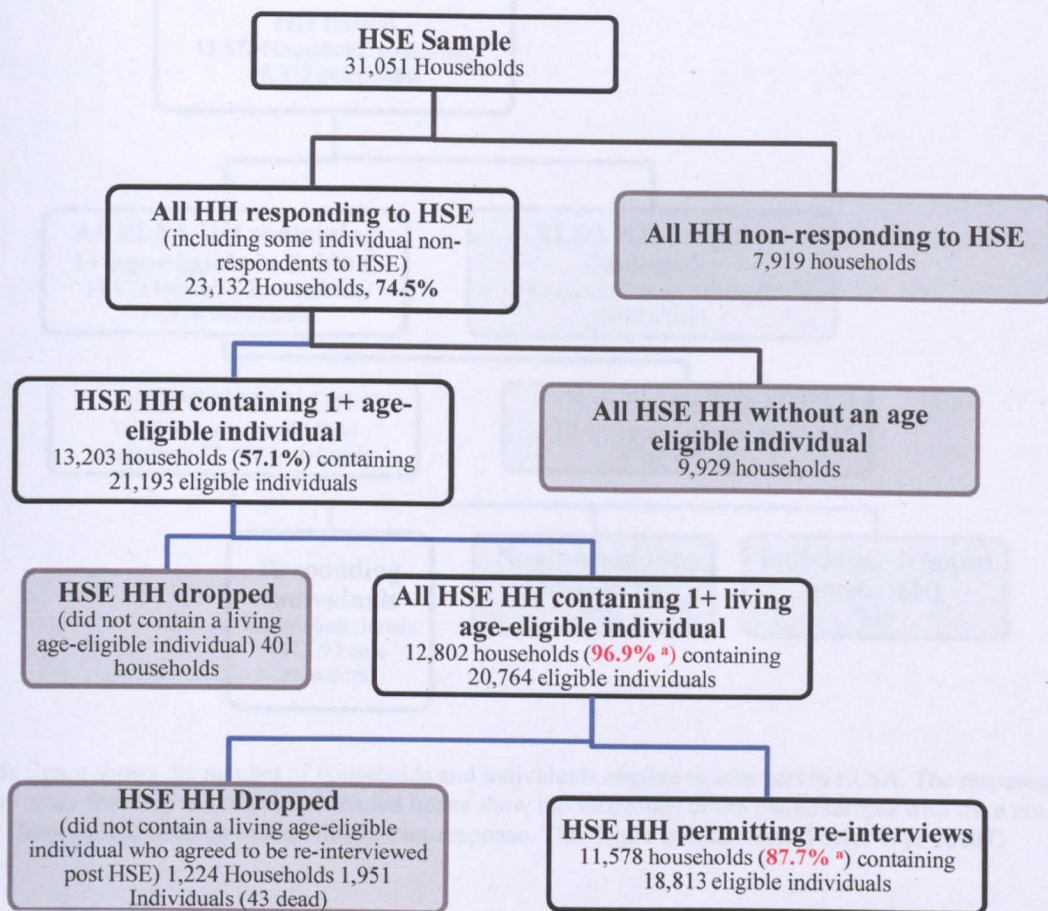 HSE Sample
31,051 Households
All HH responding to HSE
(including some individual non-
respondents to HSE)
23,132 Households, 74.5%
All HH non-responding to HSE
7,919 households
HSE HH containing 1+ age-
eligible individual
13,203 households (57.1%) containing
21,193 eligible individuals
All HSE HH without an age
eligible individual
9,929 households
HSE HH dropped
(did not contain a living
age-eligible individual) 401
households
All HSE HH containing 1+ living
age-eligible individual
12,802 households (96.9% ᵃ) containing
20,764 eligible individuals
HSE HH Dropped
(did not contain a living age-eligible
individual who agreed to be re-interviewed
post HSE) 1,224 Households 1,951
Individuals (43 dead)
HSE HH permitting re-interviews
11,578 households (87.7% ᵃ) containing
18,813 eligible individuals